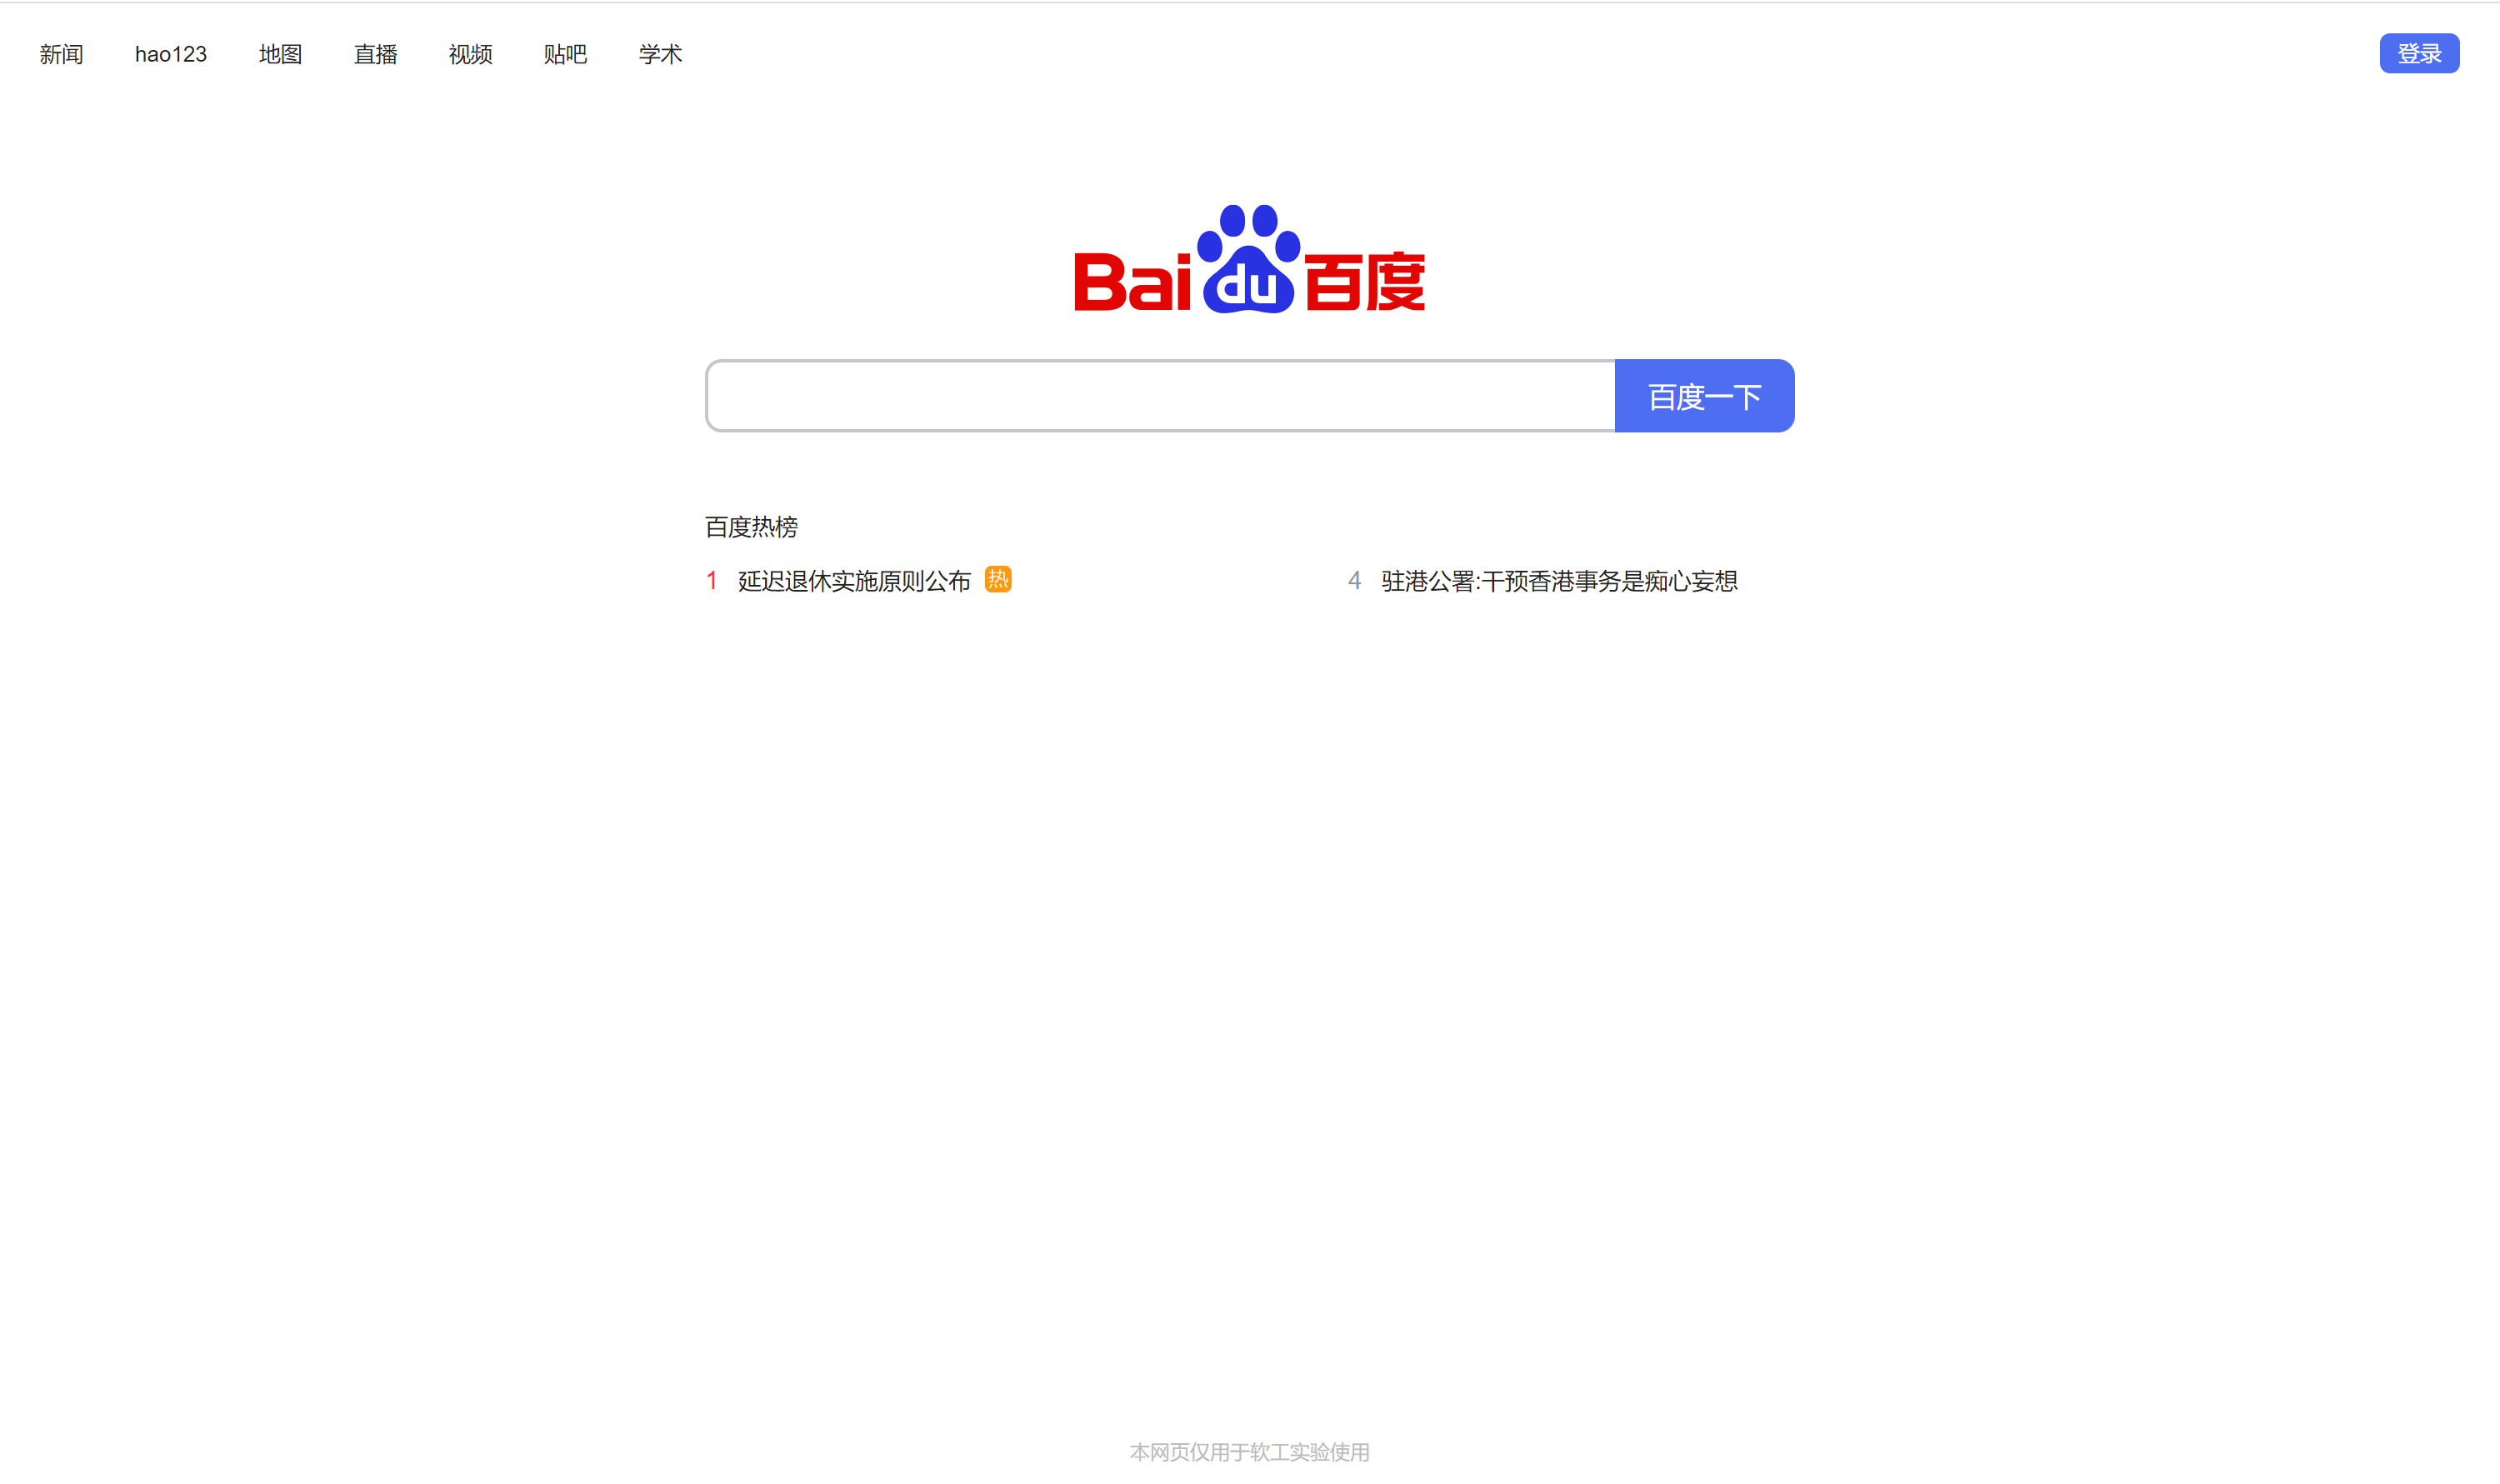 新闻 hao123 地图 直播 视频 贴吧 学术 登录
Bai du 百度
百度一下
百度热榜
1 延迟退休实施原则公布 热 4 驻港公署:干预香港事务是痴心妄想
本网页仅用于软工实验使用